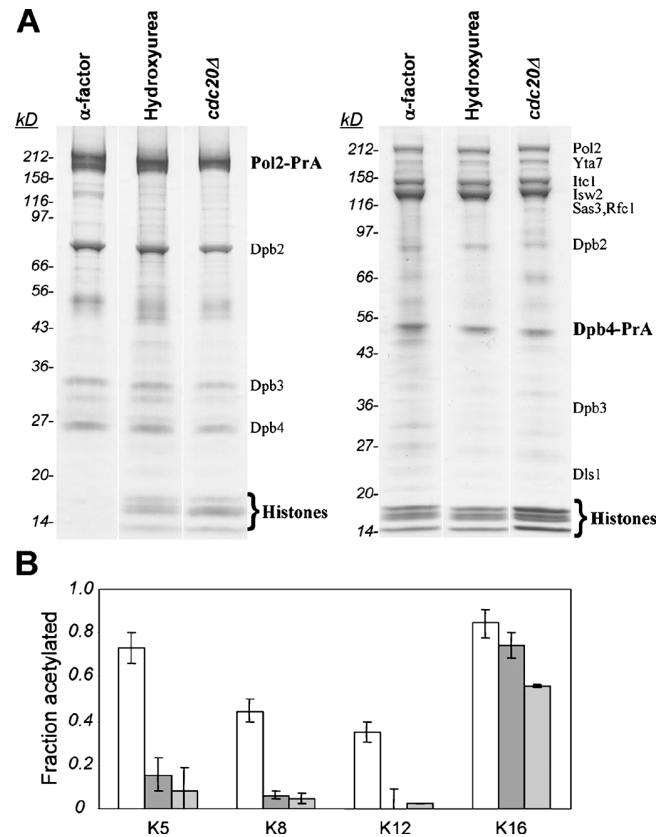 A
kD
α-factor
Hydroxyurea
cdc20Δ
212-
158-
116-
97-
66-
56-
43-
36-
27-
20-
14-
Pol2-PrA
Dpb2
Dpb3
Dpb4
Histones
kD
α-factor
Hydroxyurea
cdc20Δ
212-
158-
116-
97-
66-
56-
43-
36-
27-
20-
14-
Pol2
Yta7
Itc1
Isw2
Sas3,Rfc1
Dpb2
Dpb4-PrA
Dpb3
Dls1
Histones
B
Fraction acetylated
1.0
0.8
0.6
0.4
0.2
0
K5
K8
K12
K16